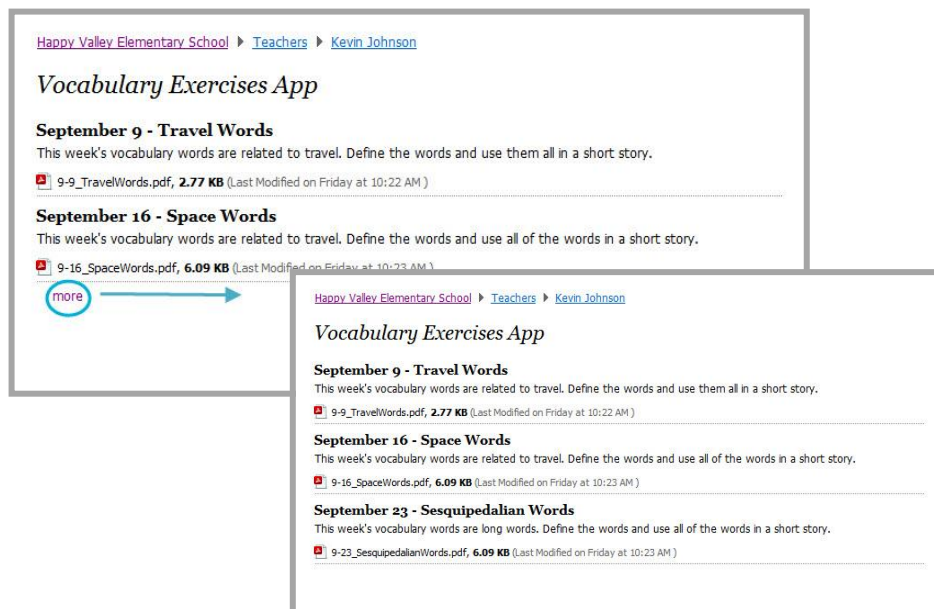 Happy Valley Elementary School Teachers Kevin Johnson
Vocabulary Exercises App
September 9 - Travel Words
This week's vocabulary words are related to travel. Define the words and use them all in a short story.
9-9_TravelWords.pdf, 2.77 KB (Last Modified on Friday at 10:22 AM )
September 16 - Space Words
This week's vocabulary words are related to travel. Define the words and use all of the words in a short story.
9-16_SpaceWords.pdf, 6.09 KB (Last Modified on Friday at 10:23 AM )
more
Happy Valley Elementary School Teachers Kevin Johnson
Vocabulary Exercises App
September 9 - Travel Words
This week's vocabulary words are related to travel. Define the words and use them all in a short story.
9-9_TravelWords.pdf, 2.77 KB (Last Modified on Friday at 10:22 AM )
September 16 - Space Words
This week's vocabulary words are related to travel. Define the words and use all of the words in a short story.
9-16_SpaceWords.pdf, 6.09 KB (Last Modified on Friday at 10:23 AM )
September 23 - Sesquipedalian Words
This week's vocabulary words are long words. Define the words and use all of the words in a short story.
9-23_SesquipedalianWords.pdf, 6.09 KB (Last Modified on Friday at 10:23 AM )